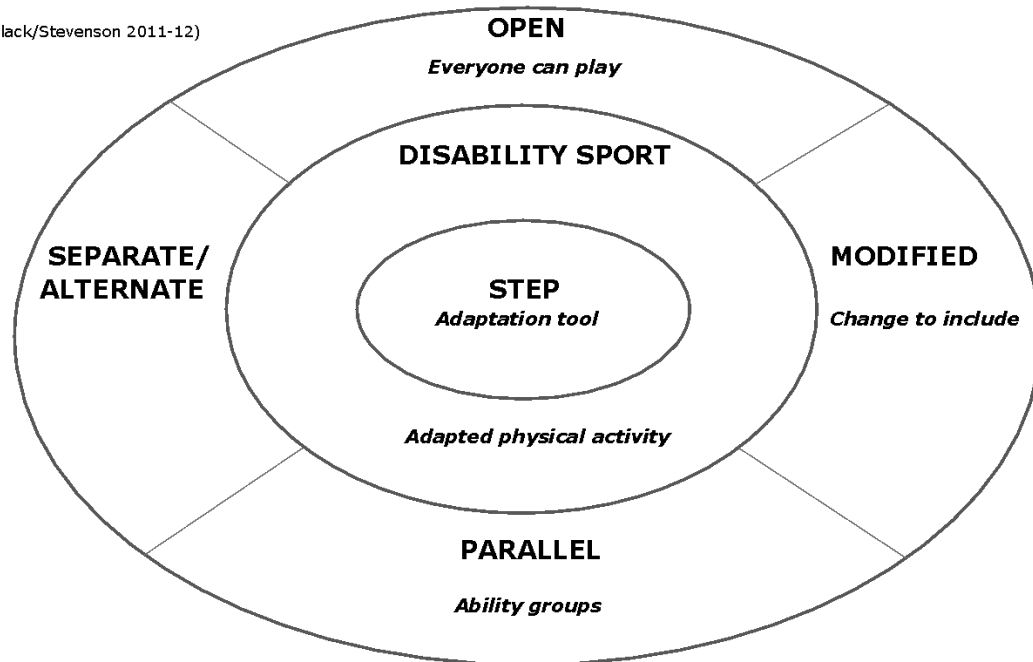 lack/Stevenson 2011-12)
OPEN
Everyone can play
DISABILITY SPORT
SEPARATE/
ALTERNATE
STEP
Adaptation tool
MODIFIED
Change to include
Adapted physical activity
PARALLEL
Ability groups